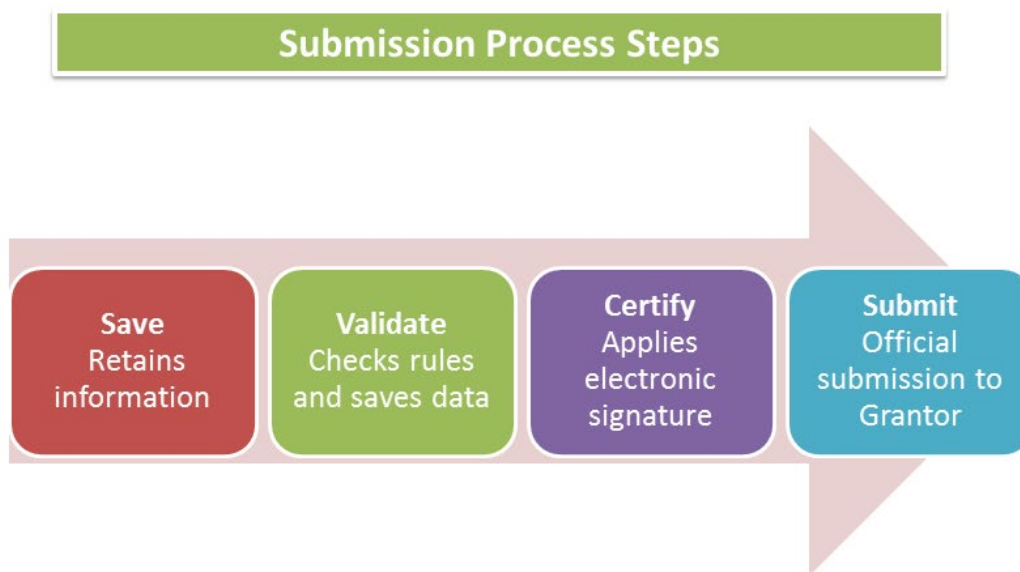 Submission Process Steps
Save
Retains
information
Validate
Checks rules
and saves data
Certify
Applies
electronic
signature
Submit
Official
submission to
Grantor